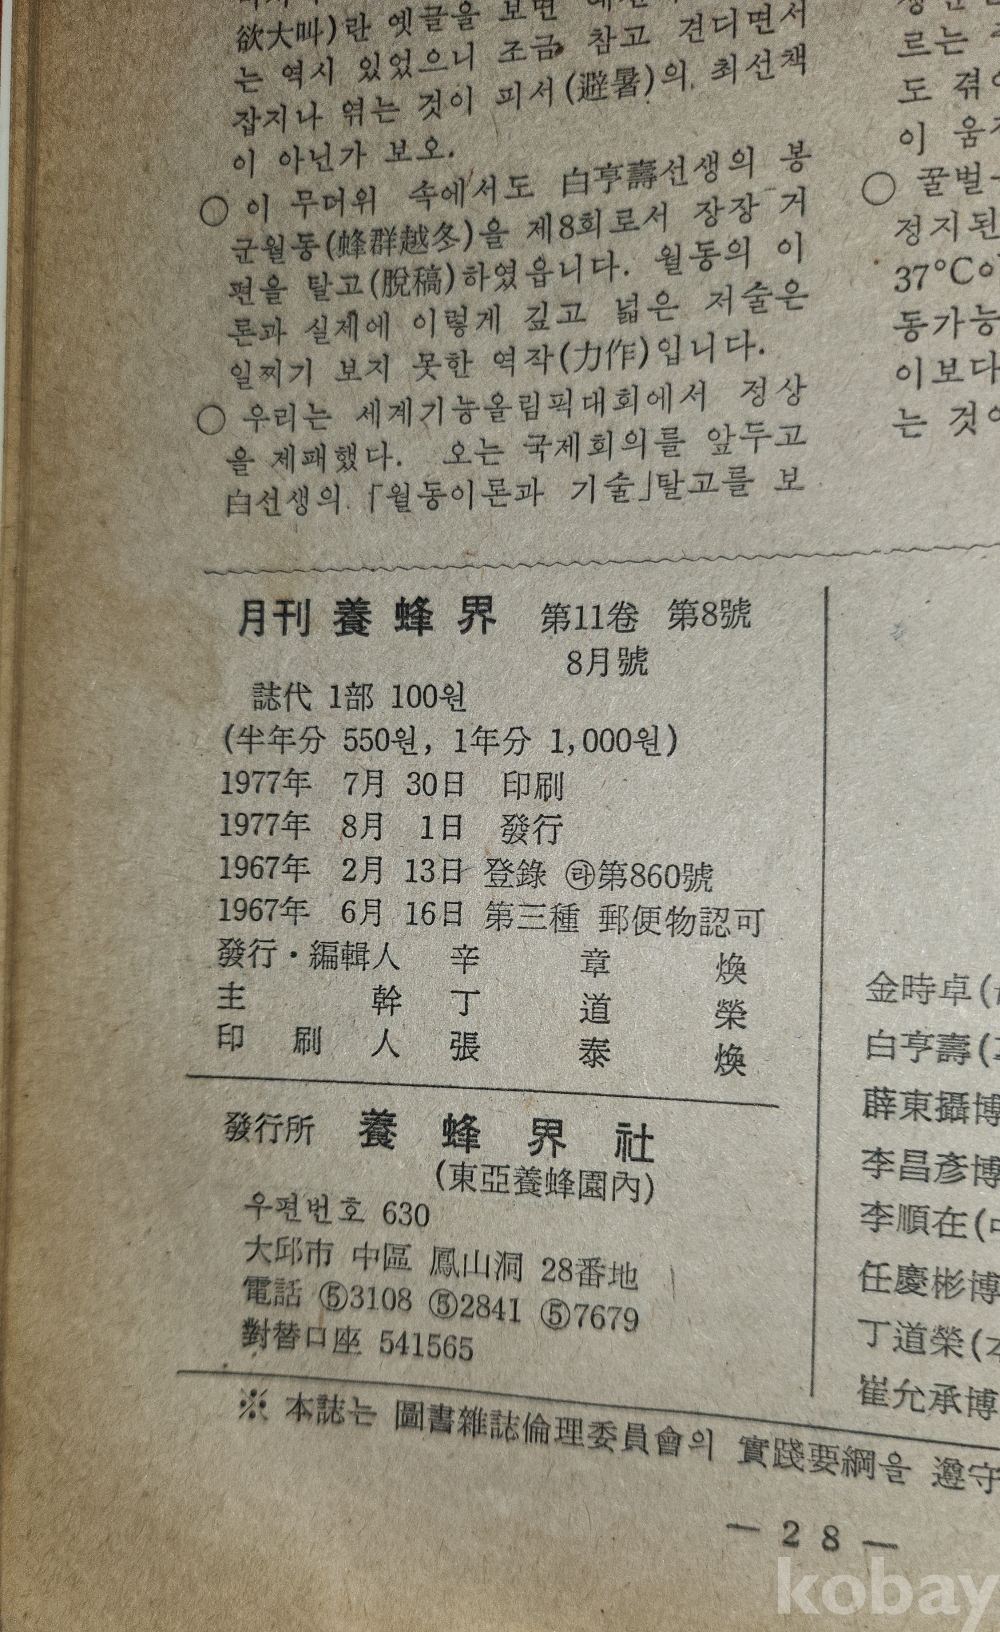 欲大叫)란 옛글을 보면
는 역시 있었으니 조금 참고 견디면서
잡지나 엮는 것이 피서(避暑)의 최선책
이 아닌가 보오.
○ 이 무더위 속에서도 白亨壽선생의 봉
군월동(蜂群越冬)을 제8회로서 장장 거
편을 탈고(脫稿)하였읍니다. 월동의 이
론과 실제에 이렇게 깊고 넓은 저술은
일찌기 보지 못한 역작(力作)입니다.
○ 우리는 세계기능올림픽대회에서 정상
을 제패했다. 오는 국제회의를 앞두고
白선생의 「월동이론과 기술」탈고를 보
르는
도 겪어
이 움
○ 꿀벌
정지된
37°C
동가능
이보다
는 것이
月刊 養蜂界 第11卷 第8號
8月號
誌代 1部 100원
(半年分 550원, 1年分 1,000원)
1977年 7月 30日 印刷
1977年 8月 1日 發行
1967年 2月 13日 登錄 ㉱第860號
1967年 6月 16日 第三種 郵便物認可
發行·編輯人 辛章煥
主幹 丁道榮
印刷人 張泰煥
發行所 養蜂界社
(東亞養蜂園內)
우편번호 630
大邱市 中區 鳳山洞 28番地
電話 ⑤3108 ⑤2841 ⑤7679
對替口座 541565
金時卓(
白亨壽(
薛東攝博
李昌彥博
李順在(
任慶彬博
丁道榮(本
崔允承博
※ 本誌는 圖書雜誌倫理委員會의 實踐要綱을 遵守
— 2 8 —
kobay